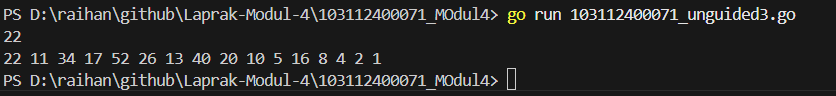 PS D:\raihan\github\Laprak-Modul-4\103112400071_MOdul4> go run 103112400071_unguided3.go
22
22 11 34 17 52 26 13 40 20 10 5 16 8 4 2 1
PS D:\raihan\github\Laprak-Modul-4\103112400071_MOdul4>